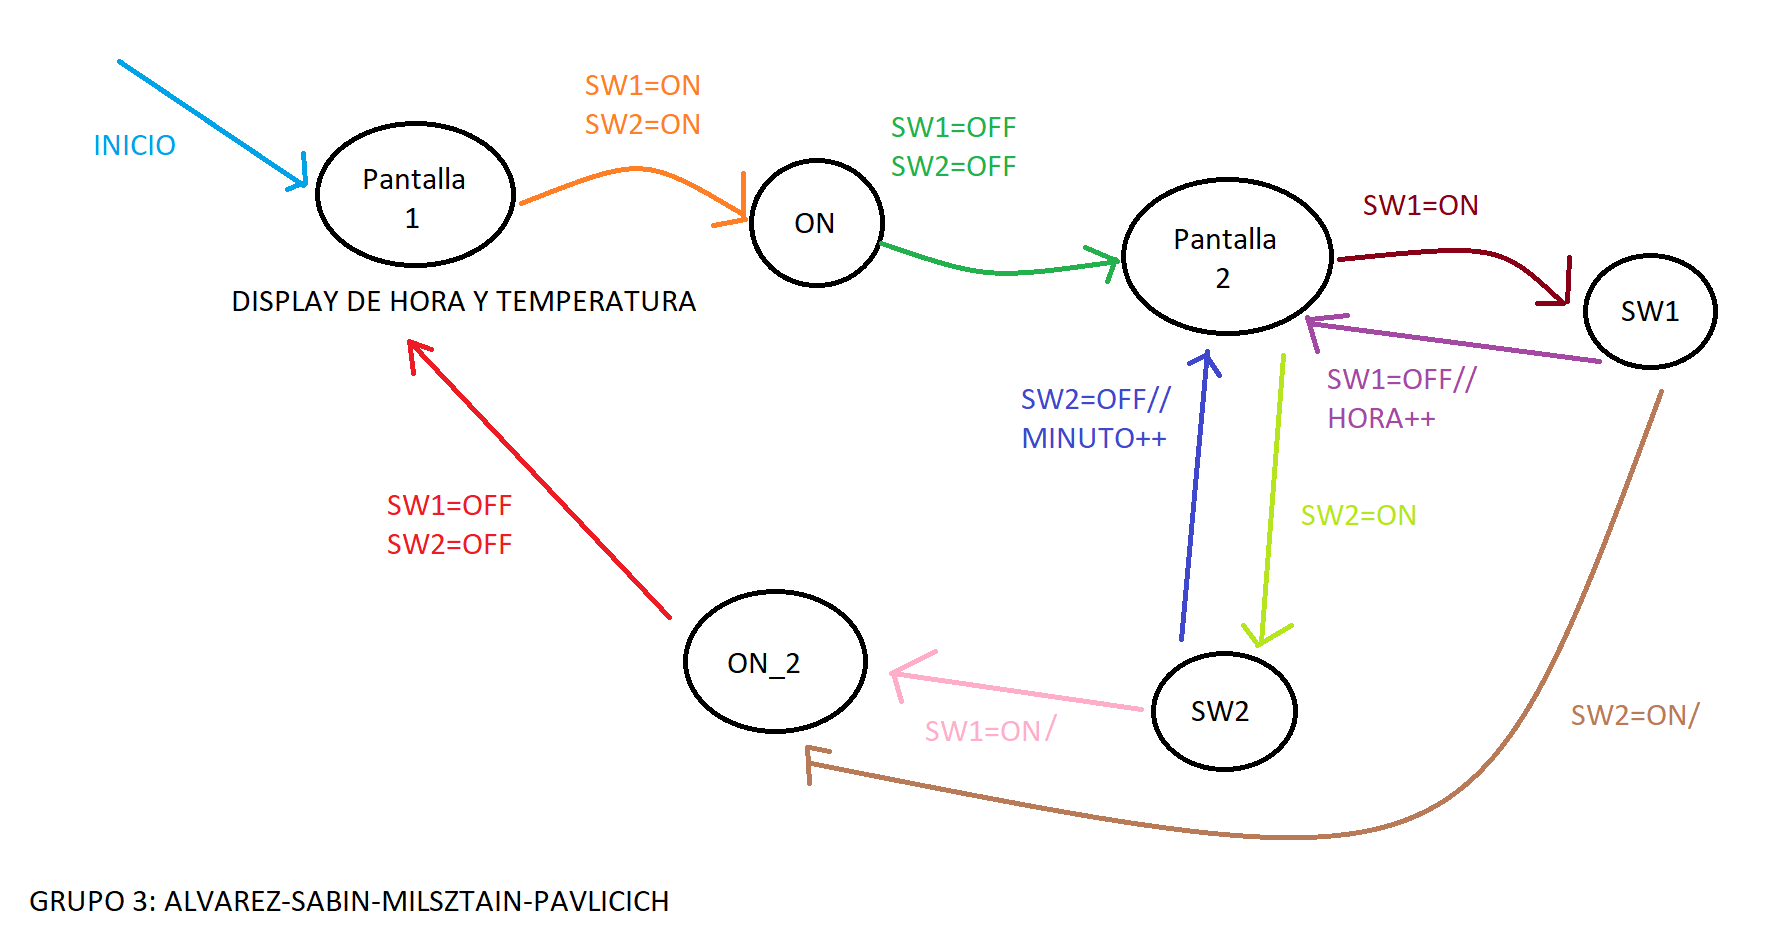 INICIO
Pantalla
1
DISPLAY DE HORA Y TEMPERATURA
SW1=ON
SW2=ON
ON
SW1=OFF
SW2=OFF
Pantalla
2
SW1=ON
SW1
SW1=OFF//
HORA++
SW2=OFF//
MINUTO++
SW2=ON
SW2
SW2=ON/
SW1=ON/
ON_2
SW1=OFF
SW2=OFF
GRUPO 3: ALVAREZ-SABIN-MILSZTAIN-PAVLICICH